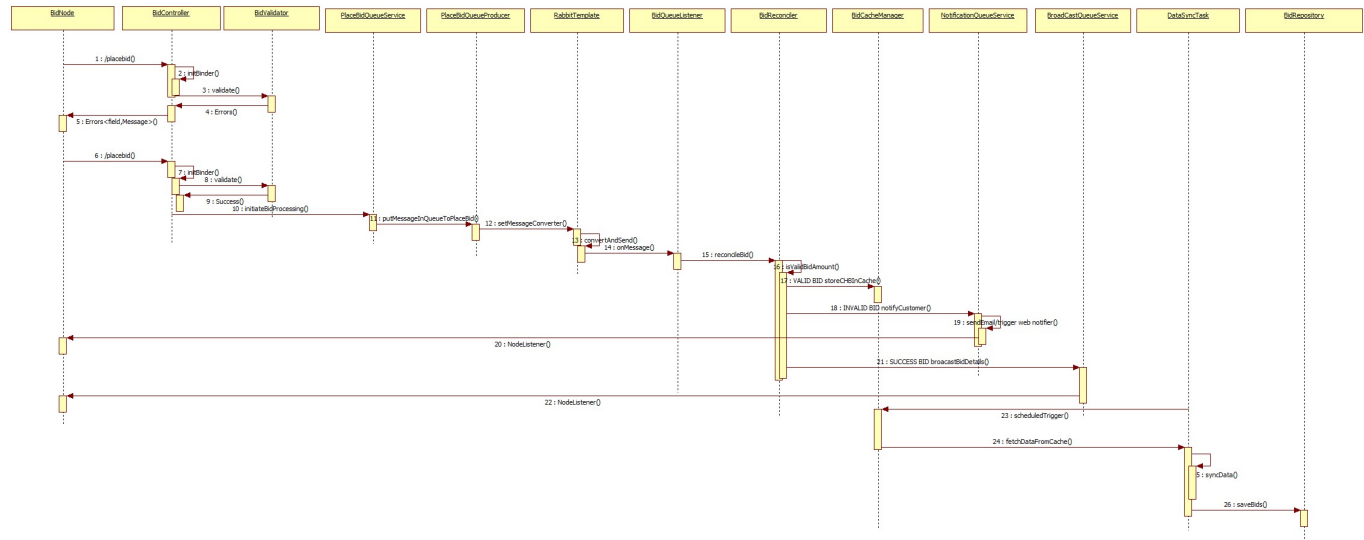 BidNode
BidController
BidValidator
PlaceBidQueueService
PlaceBidQueueProducer
RabbitTemplate
BidQueueListener
BidReconciler
BidCacheManager
NotificationQueueService
BroadCastQueueService
DataSyncTask
BidRepository
1 : /placebid()
2 : initBinder()
3 : validate()
4 : Errors()
5 : Errors<field,Message>()
6 : /placebid()
7 : initBinder()
8 : validate()
9 : Success()
10 : initiateBidProcessing()
11 : putMessageInQueueToPlaceBid()
12 : setMessageConverter()
13 : convertAndSend()
14 : onMessage()
15 : reconcileBid()
16 : isValidBidAmount()
17 : VALID BID storeCHBInCache()
18 : INVALID BID notifyCustomer()
19 : sendEmail/trigger web notifier()
20 : NodeListener()
21 : SUCCESS BID broacastBidDetails()
22 : NodeListener()
23 : scheduledTrigger()
24 : fetchDataFromCache()
5 : syncData()
26 : saveBids()